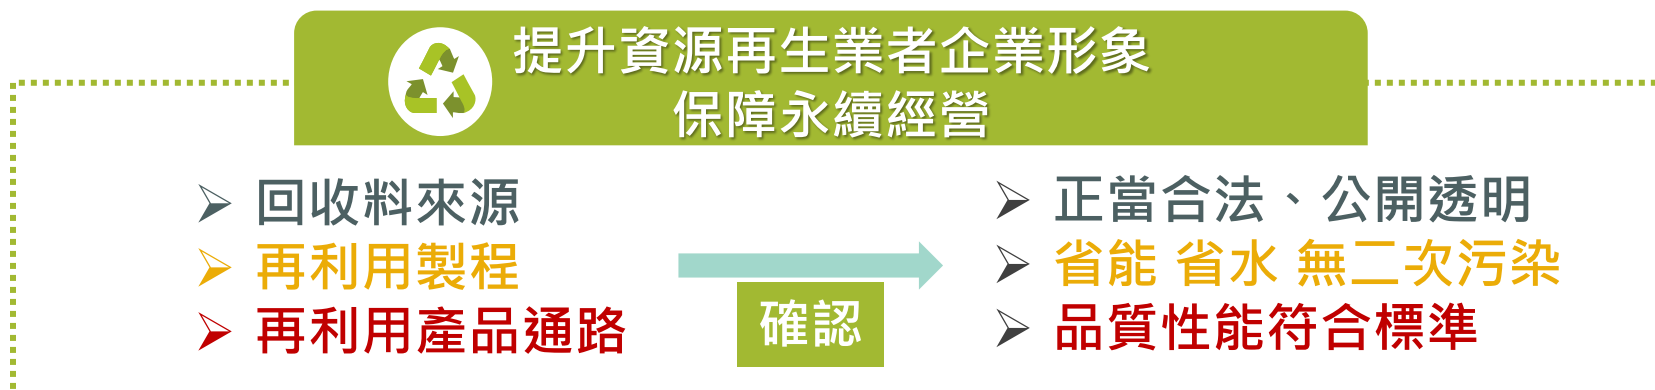 提升資源再生業者企業形象
保障永續經營
回收料來源
再利用製程
再利用產品通路
確認
正當合法、公開透明
省能 省水 無二次污染
品質性能符合標準